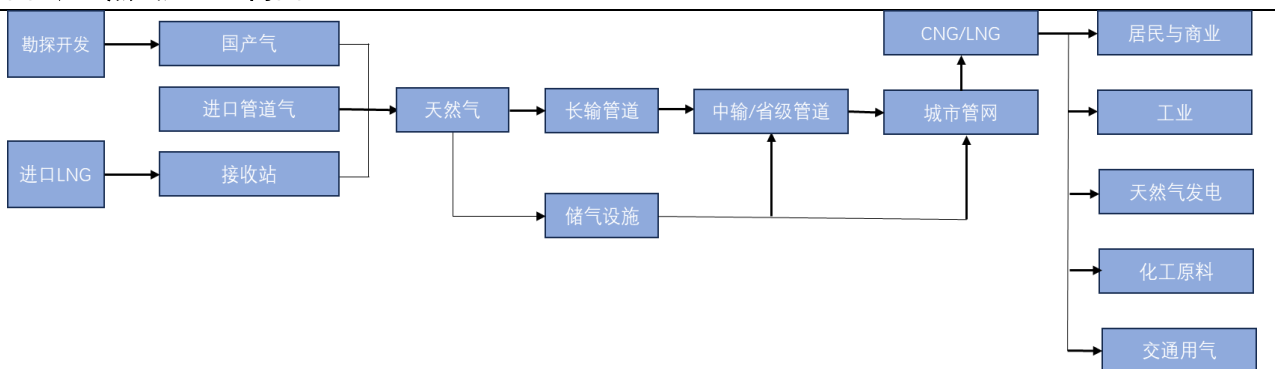 勘探开发
国产气
CNG/LNG
居民与商业
进口管道气
天然气
长输管道
中输/省级管道
城市管网
工业
进口LNG
接收站
储气设施
天然气发电
化工原料
交通用气